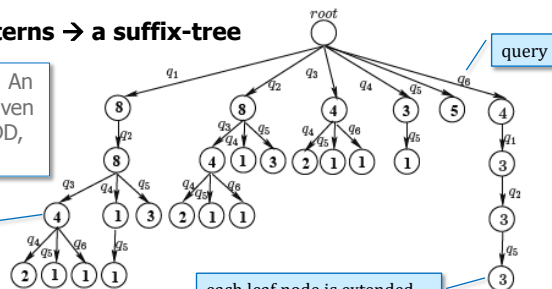 root
terns → a suffix-tree
query
An
ven
DD,
q1 q2 q3 q4 q5 q6
8 8 4 3 5 4
q2 q3 q4 q5 q4 q5 q6 q5 q1
8 4 1 3 2 1 1 1 3
q3 q4 q5 q4 q5 q6 q2
4 1 3 2 1 1 3
q4 q5 q6 q5 q5
2 1 1 1 3
each leaf node is extended